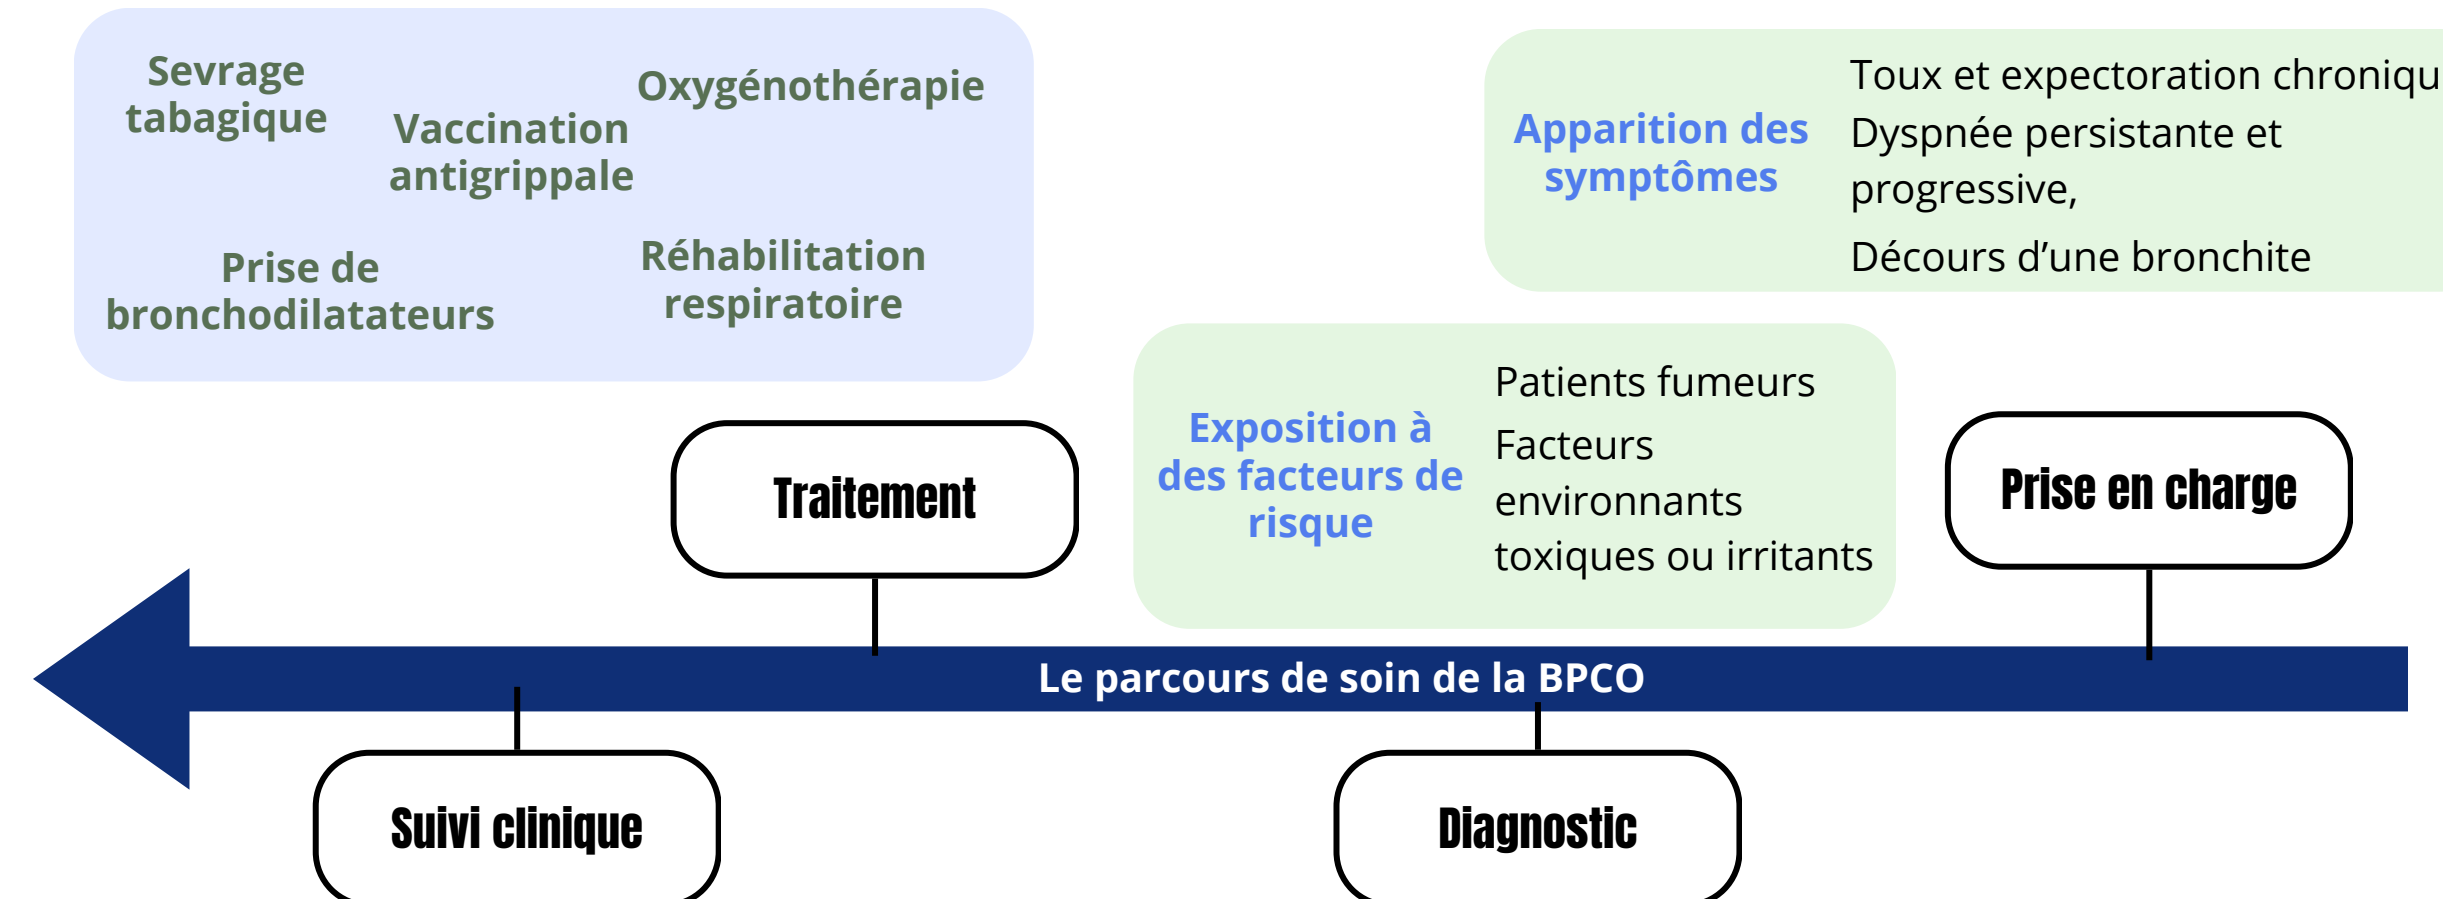 Sevrage
tabagique
Vaccination
antigrippale
Oxygénothérapie
Prise de
bronchodilatateurs
Réhabilitation
respiratoire
Apparition des
symptômes
Toux et expectoration
Dyspnée persistante et
progressive,
Décours d’une bronchite
Exposition à
des facteurs de
risque
Patients fumeurs
Facteurs
environnants
toxiques ou irritants
Traitement
Prise en charge
Le parcours de soin de la BPCO
Suivi clinique
Diagnostic